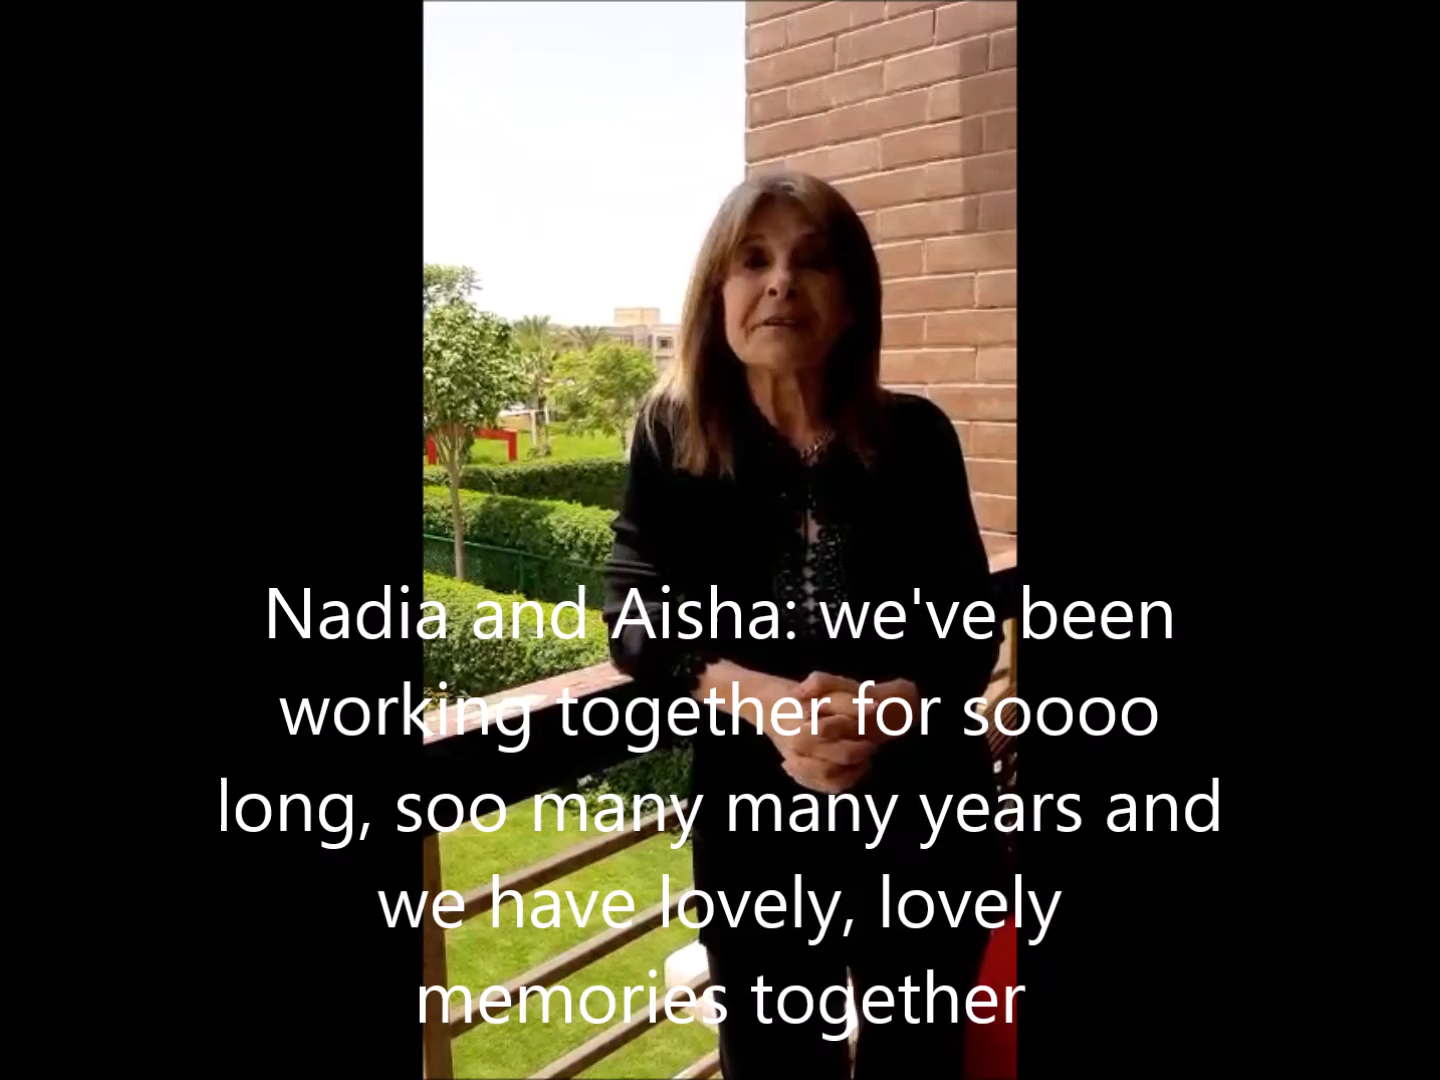 Nadia and Aisha: we've been
working together for soooo
long, soo many many years and
we have lovely, lovely
memories together